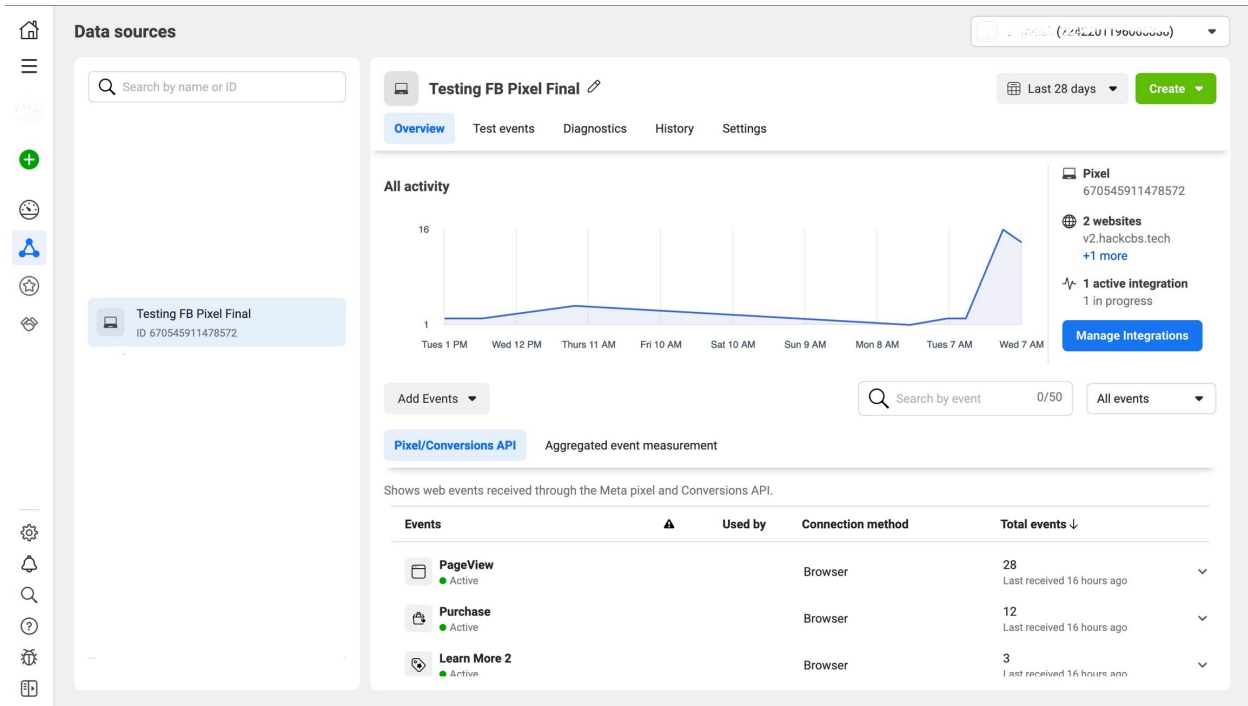 Data sources
Search by name or ID
Testing FB Pixel Final
ID 670545911478572
Testing FB Pixel Final
Last 28 days
Create
Overview
Test events
Diagnostics
History
Settings
All activity
16
1
Tues 1 PM
Wed 12 PM
Thurs 11 AM
Fri 10 AM
Sat 10 AM
Sun 9 AM
Mon 8 AM
Tues 7 AM
Wed 7 AM
Pixel
670545911478572
2 websites
v2.hackcbs.tech
+1 more
1 active integration
1 in progress
Manage Integrations
Add Events
Search by event
0/50
All events
Pixel/Conversions API
Aggregated event measurement
Shows web events received through the Meta pixel and Conversions API.
Events
Used by
Connection method
Total events ↓
PageView
Active
Browser
28
Last received 16 hours ago
Purchase
Active
Browser
12
Last received 16 hours ago
Learn More 2
Active
Browser
3
Last received 16 hours ago